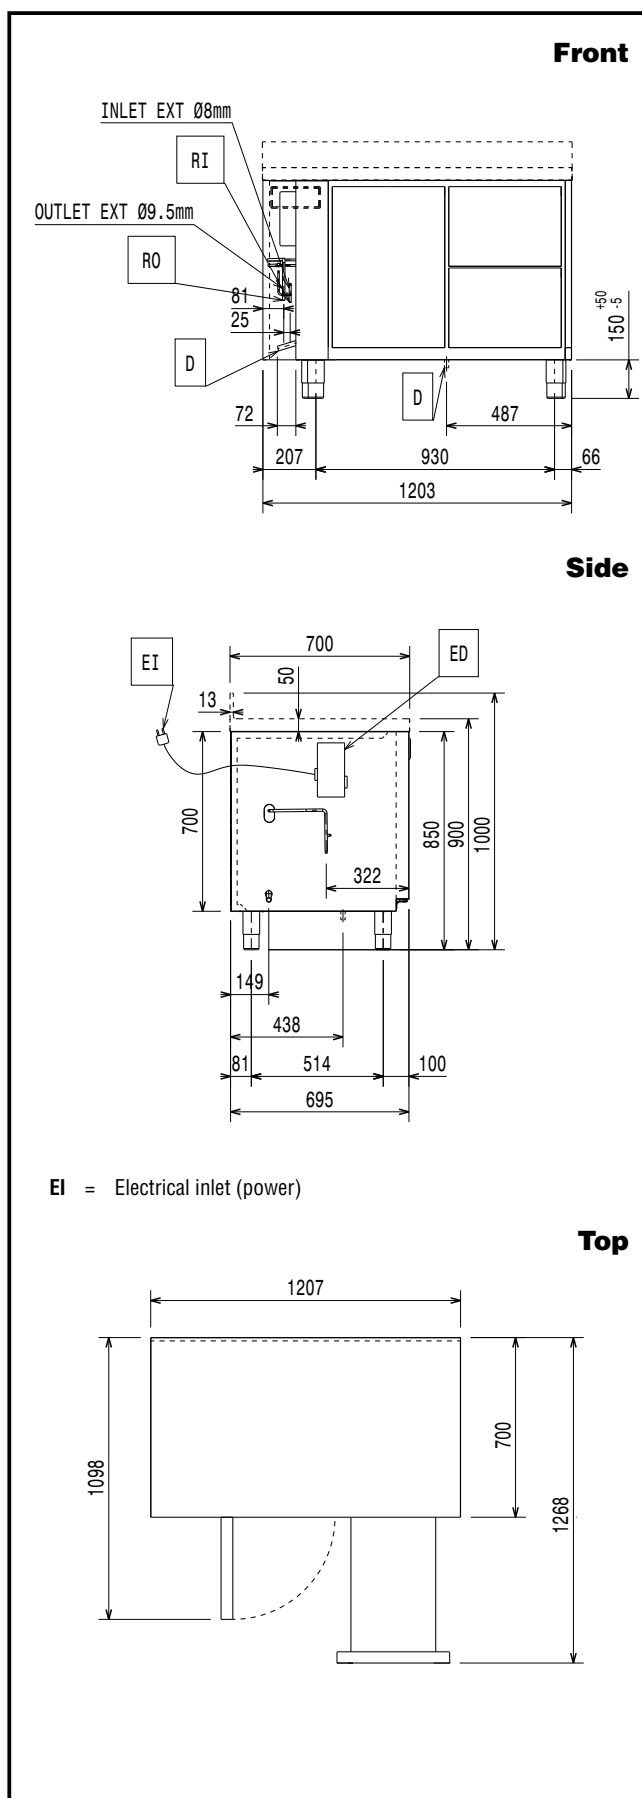 Front
INLET EXT Ø8mm
RI
OUTLET EXT Ø9.5mm
RO
81
25
D
D
150 +50 -5
72
487
207 930 66
1203
Side
700
EI
ED
50
13
700
850
900
1000
322
149
438
81 514 100
695
EI = Electrical inlet (power)
Top
1207
1098
700
1268